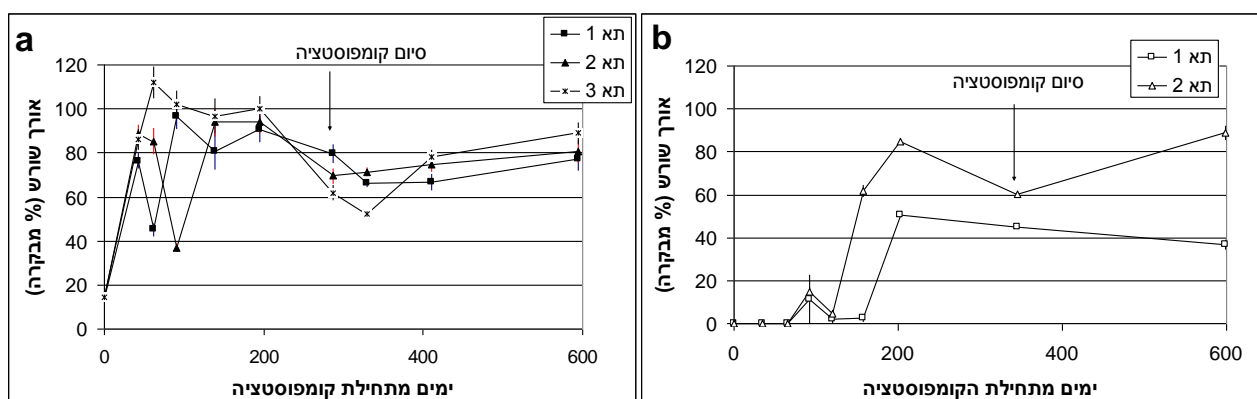 a
תא 1
תא 2
תא 3
סיום קומפוסטציה
אורך שורש (% מבקרה)
120
100
80
60
40
20
0
0 200 400 600
ימים מתחילת קומפוסטציה
b
תא 1
תא 2
סיום קומפוסטציה
אורך שורש (% מבקרה)
120
100
80
60
40
20
0
0 200 400 600
ימים מתחילת הקומפוסטציה